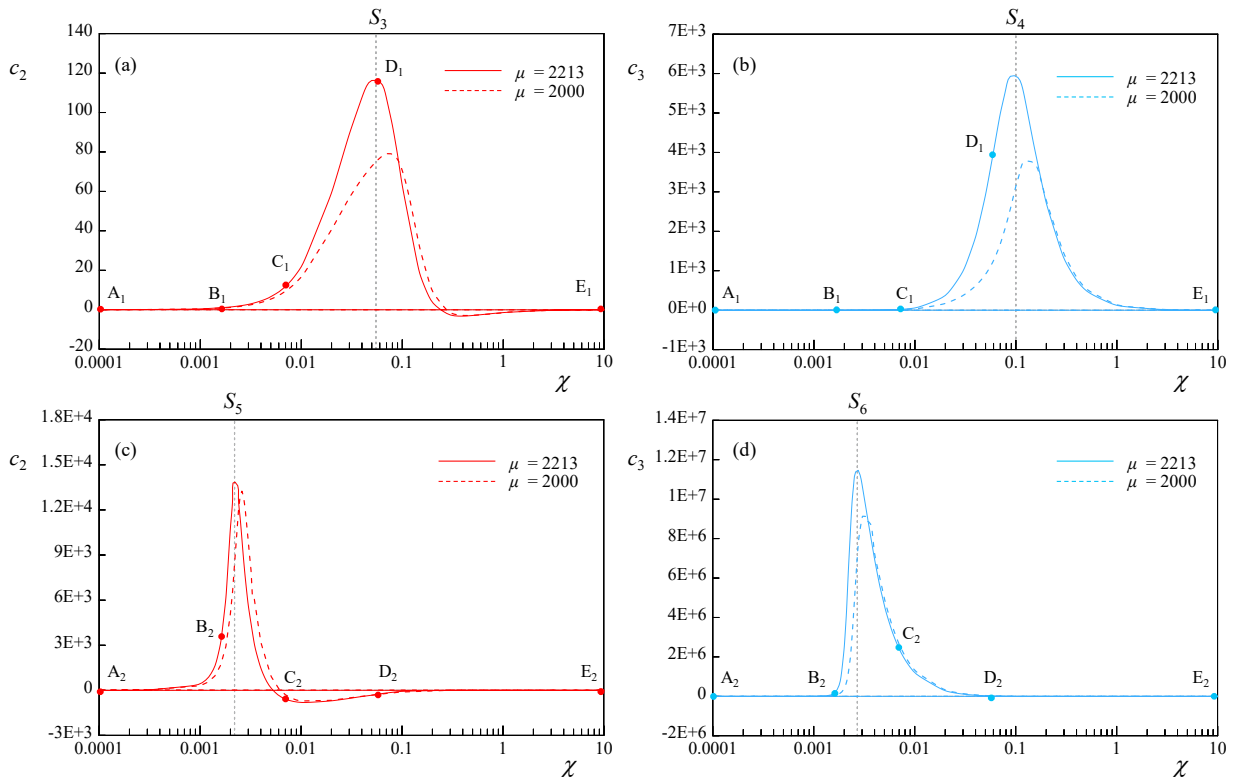 S3
140
120
100
80
60
40
20
0
-20
c2
(a)
μ = 2213
μ = 2000
A1
B1
C1
D1
E1
0.0001
0.001
0.01
0.1
1
10
χ
S4
7E+3
6E+3
5E+3
4E+3
3E+3
2E+3
1E+3
0E+0
-1E+3
c3
(b)
μ = 2213
μ = 2000
A1
B1
C1
D1
E1
0.0001
0.001
0.01
0.1
1
10
χ
S5
1.8E+4
1.5E+4
1.2E+4
9E+3
6E+3
3E+3
0E+0
-3E+3
c2
(c)
μ = 2213
μ = 2000
A2
B2
C2
D2
E2
0.0001
0.001
0.01
0.1
1
10
χ
S6
1.4E+7
1.2E+7
1E+7
8E+6
6E+6
4E+6
2E+6
0E+0
-2E+6
c3
(d)
μ = 2213
μ = 2000
A2
B2
C2
D2
E2
0.0001
0.001
0.01
0.1
1
10
χ